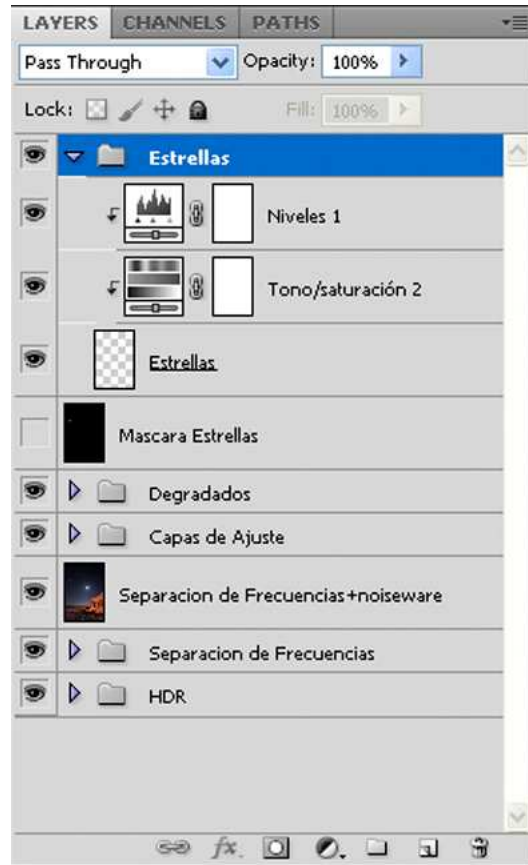 LAYERS CHANNELS PATHS
Pass Through Opacity: 100%
Lock: Fill: 100%
Estrellas
Niveles 1
Tono/saturación 2
Estrellas
Mascara Estrellas
Degradados
Capas de Ajuste
Separacion de Frecuencias+noiseware
Separacion de Frecuencias
HDR
fx.